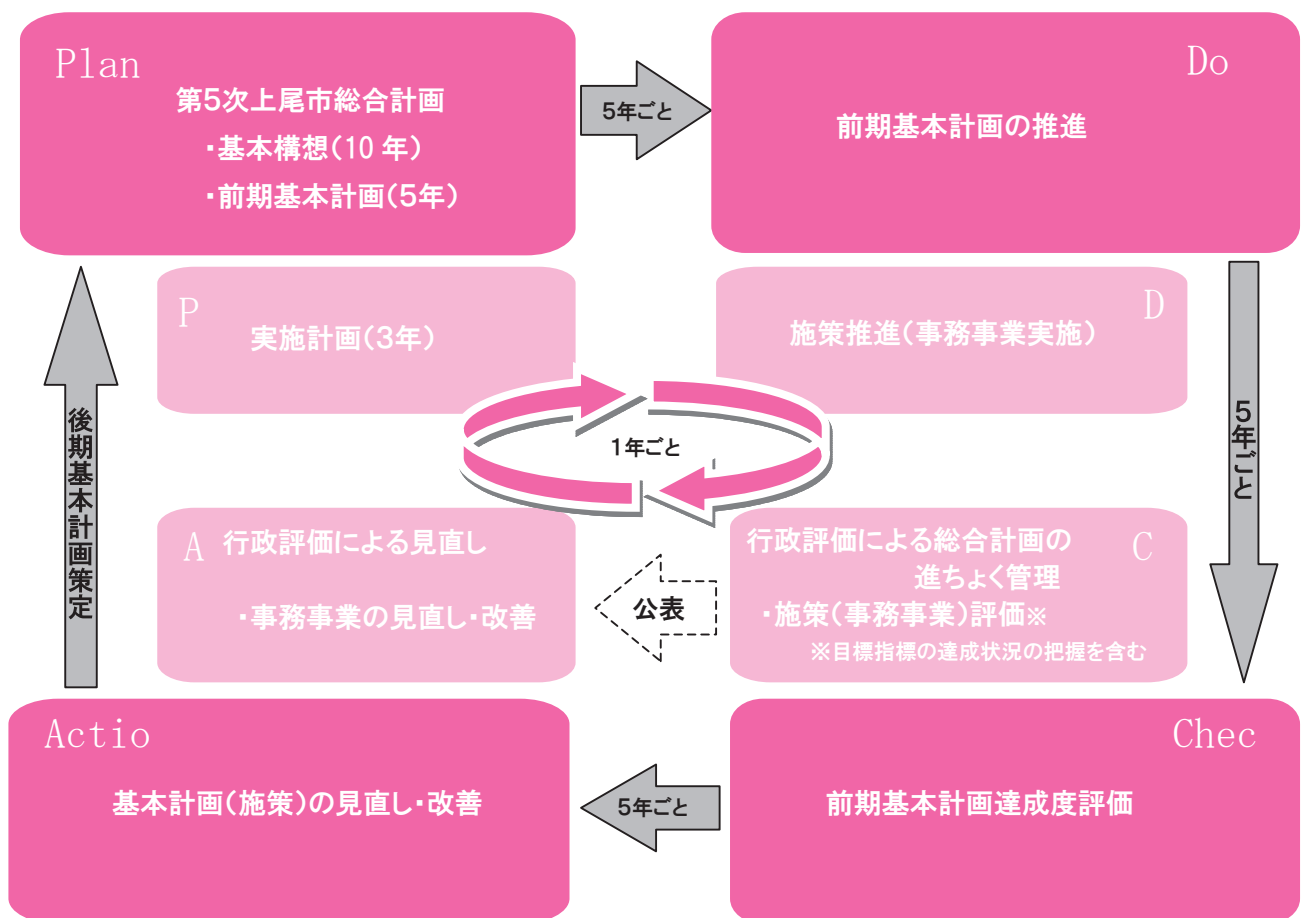 Plan
第5次上尾市総合計画
・基本構想(10年)
・前期基本計画(5年)
5年ごと
Do
前期基本計画の推進
P
実施計画(3年)
D
施策推進(事務事業実施)
1年ごと
後期基本計画策定
5年ごと
A 行政評価による見直し
・事務事業の見直し・改善
公表
行政評価による総合計画の
進ちょく管理
C
・施策(事務事業)評価※
※目標指標の達成状況の把握を含む
Actio
基本計画(施策)の見直し・改善
5年ごと
Chec
前期基本計画達成度評価